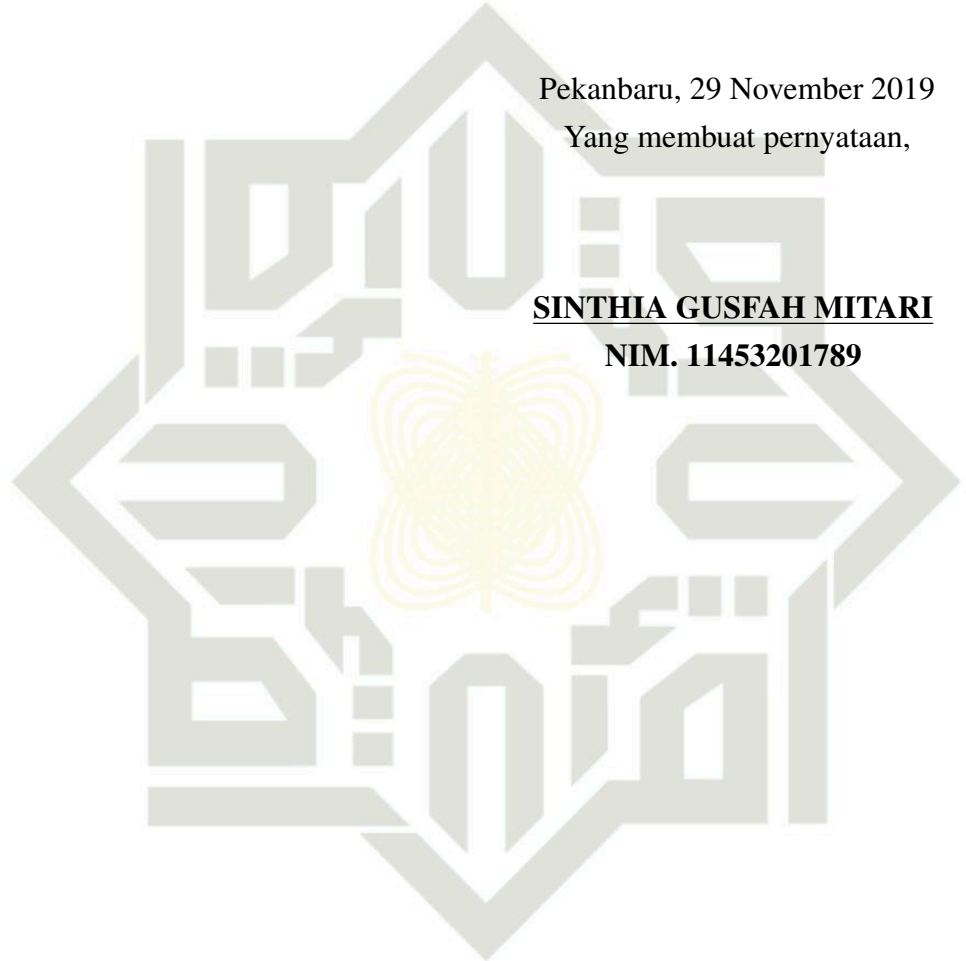 Pekanbaru, 29 November 2019
Yang membuat pernyataan,
SINTHIA GUSFAH MITARI
NIM. 11453201789